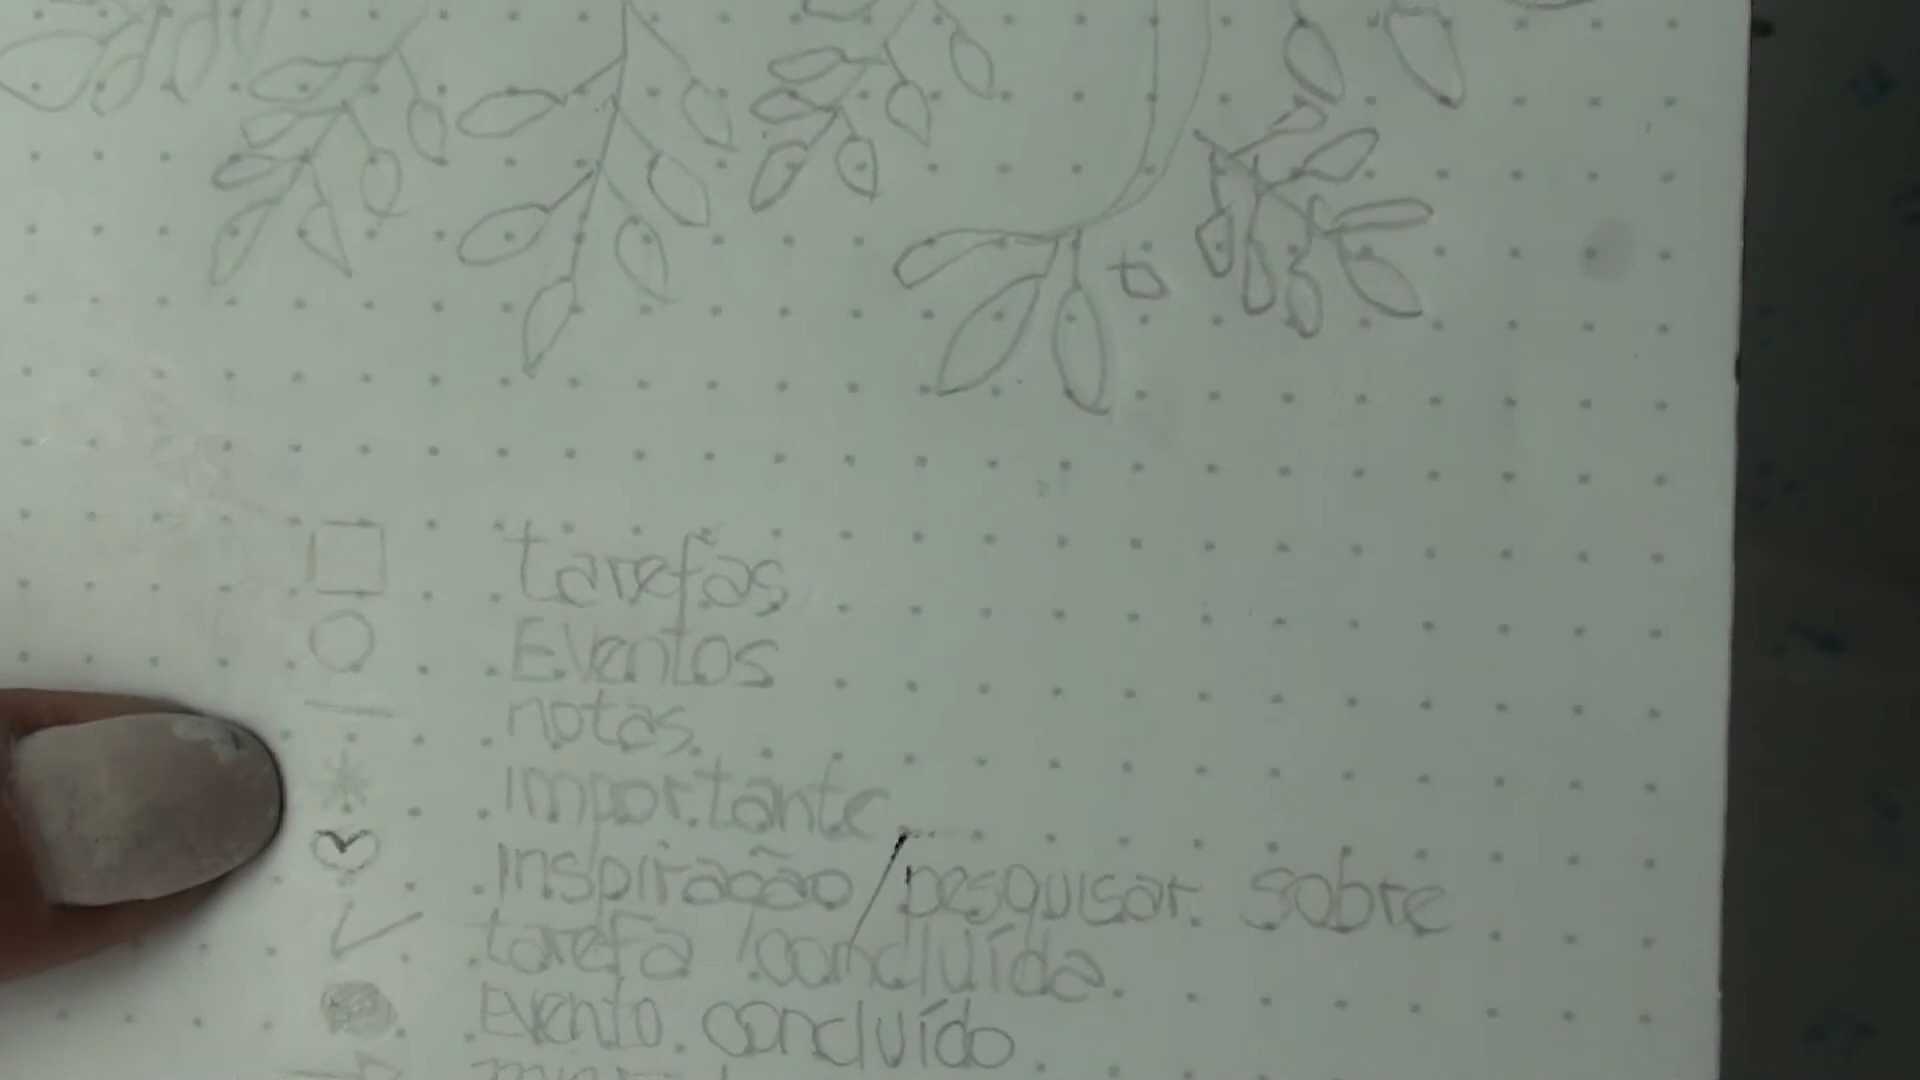 tarefas
Eventos
notas
importante
inspiração/pesquisar sobre
tarefa concluída
Evento concluído